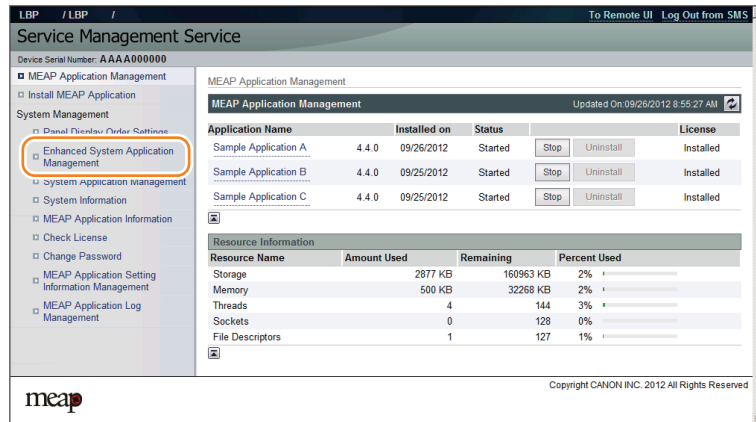 LBP / LBP /
To Remote UI Log Out from SMS
Service Management Service
Device Serial Number: AAAA000000
MEAP Application Management
Install MEAP Application
System Management
Panel Display Order Settings
Enhanced System Application
Management
System Application Management
System Information
MEAP Application Information
Check License
Change Password
MEAP Application Setting
Information Management
MEAP Application Log
Management
MEAP Application Management
MEAP Application Management Updated On:09/26/2012 8:55:27 AM
Application Name Installed on Status License
Sample Application A 4.4.0 09/26/2012 Started Stop Uninstall Installed
Sample Application B 4.4.0 09/25/2012 Started Stop Uninstall Installed
Sample Application C 4.4.0 09/25/2012 Started Stop Uninstall Installed
Resource Information
Resource Name Amount Used Remaining Percent Used
Storage 2877 KB 160963 KB 2%
Memory 500 KB 32268 KB 2%
Threads 4 144 3%
Sockets 0 128 0%
File Descriptors 1 127 1%
Copyright CANON INC. 2012 All Rights Reserved
meap